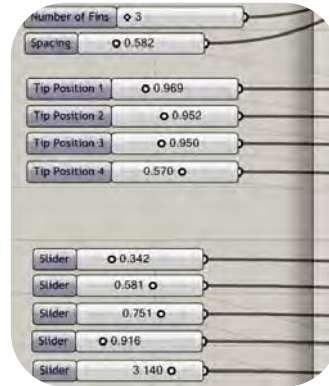 Number of Fins 3
Spacing 0.582
Tip Position 1 0.969
Tip Position 2 0.952
Tip Position 3 0.950
Tip Position 4 0.570
Slider 0.342
Slider 0.581
Slider 0.751
Slider 0.916
Slider 3.140